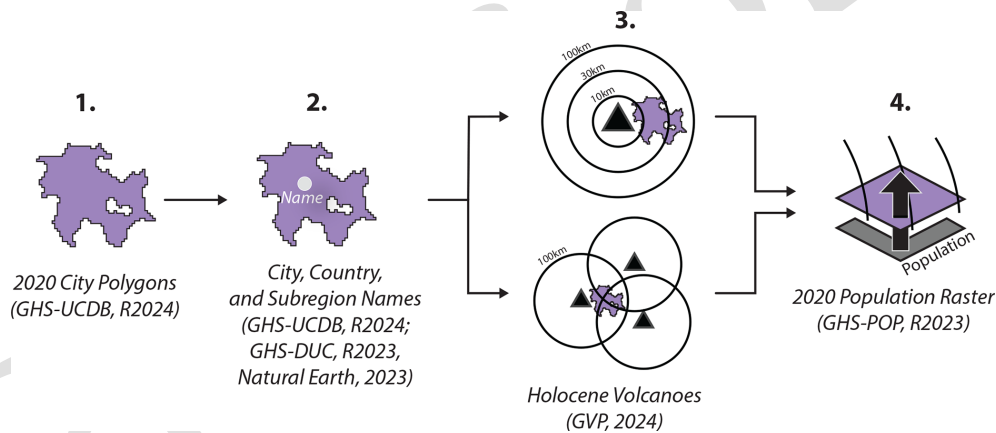 1.
2020 City Polygons
(GHS-UCDB, R2024)
2.
Name
City, Country,
and Subregion Names
(GHS-UCDB, R2024;
GHS-DUC, R2023,
Natural Earth, 2023)
3.
100km
30km
10km
100km
Holocene Volcanoes
(GVP, 2024)
4.
Population
2020 Population Raster
(GHS-POP, R2023)